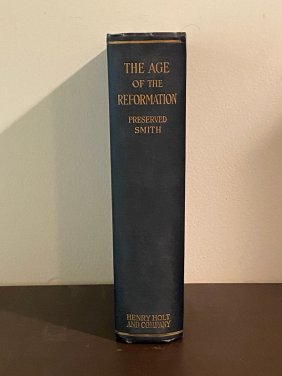 THE AGE
OF THE
REFORMATION
PRESERVED
SMITH
HENRY HOLT
AND COMPANY